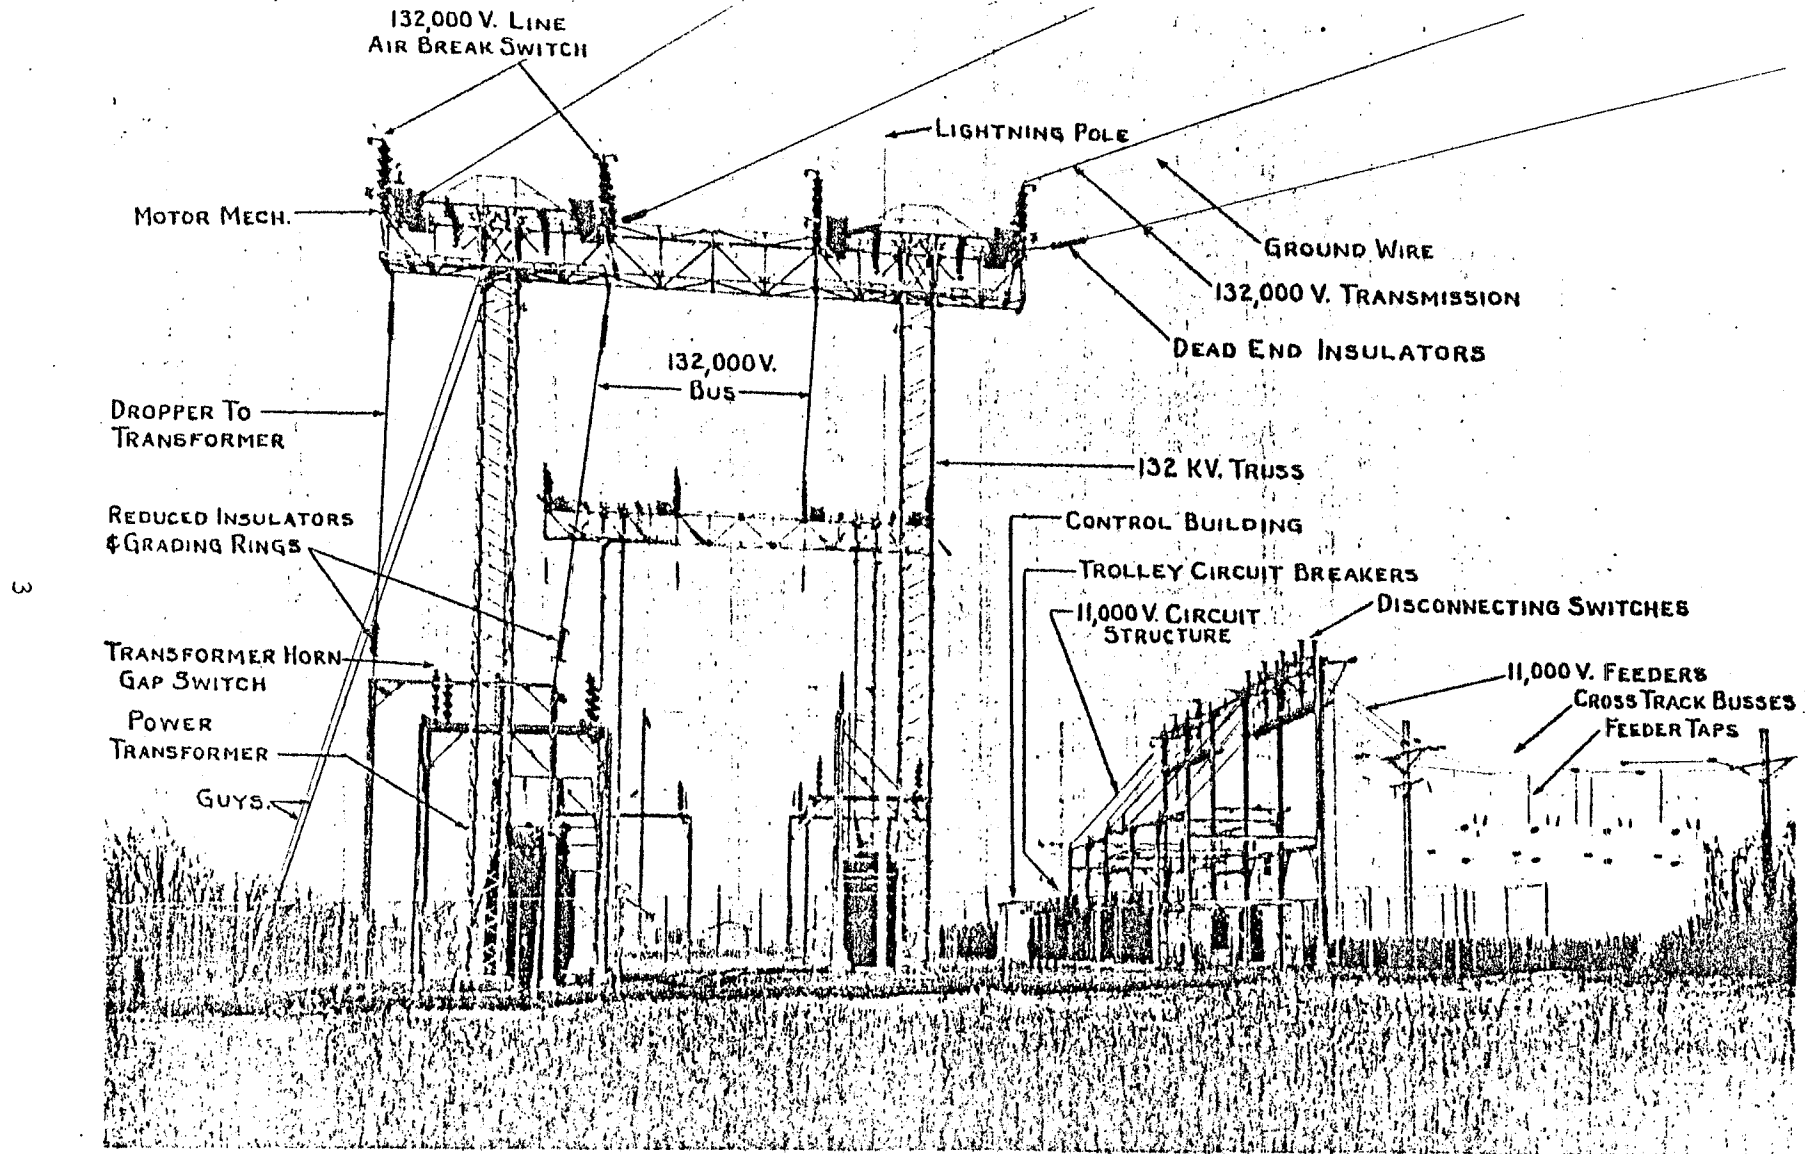 132,000 V. LINE
AIR BREAK SWITCH
LIGHTNING POLE
MOTOR MECH.
GROUND WIRE
132,000 V. TRANSMISSION
DEAD END INSULATORS
132,000 V.
BUS
DROPPER TO
TRANSFORMER
132 KV. TRUSS
REDUCED INSULATORS
& GRADING RINGS
CONTROL BUILDING
TROLLEY CIRCUIT BREAKERS
11,000 V. CIRCUIT
STRUCTURE
DISCONNECTING SWITCHES
TRANSFORMER HORN
GAP SWITCH
11,000 V. FEEDERS
CROSS TRACK BUSSES
FEEDER TAPS
POWER
TRANSFORMER
GUYS.
3